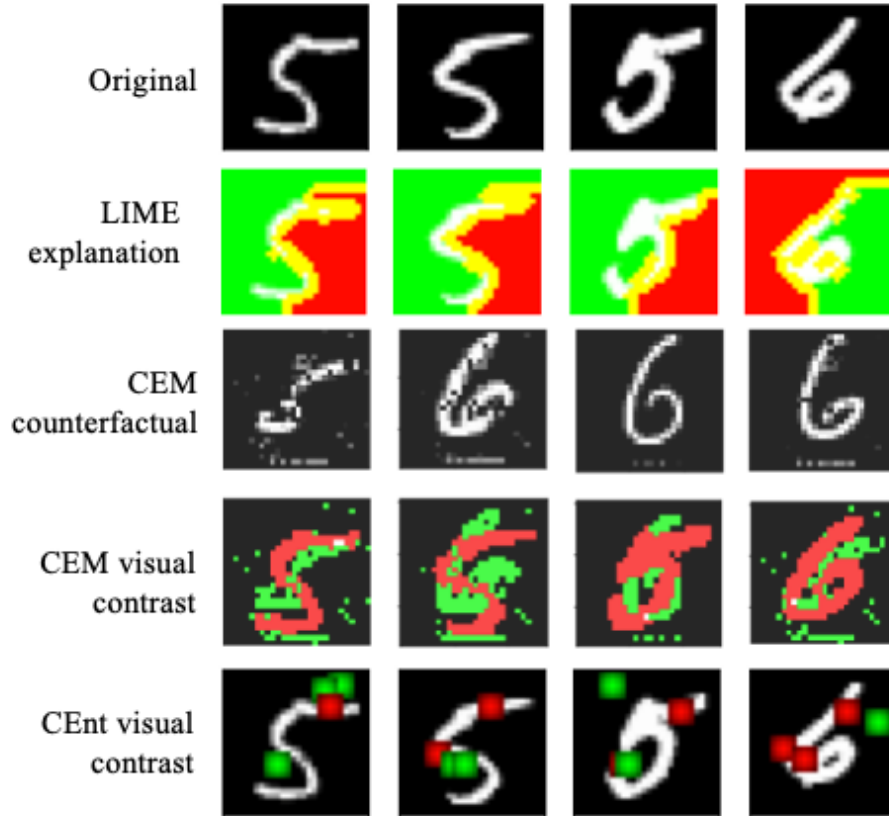 Original
LIME
explanation
CEM
counterfactual
CEM visual
contrast
CEnt visual
contrast